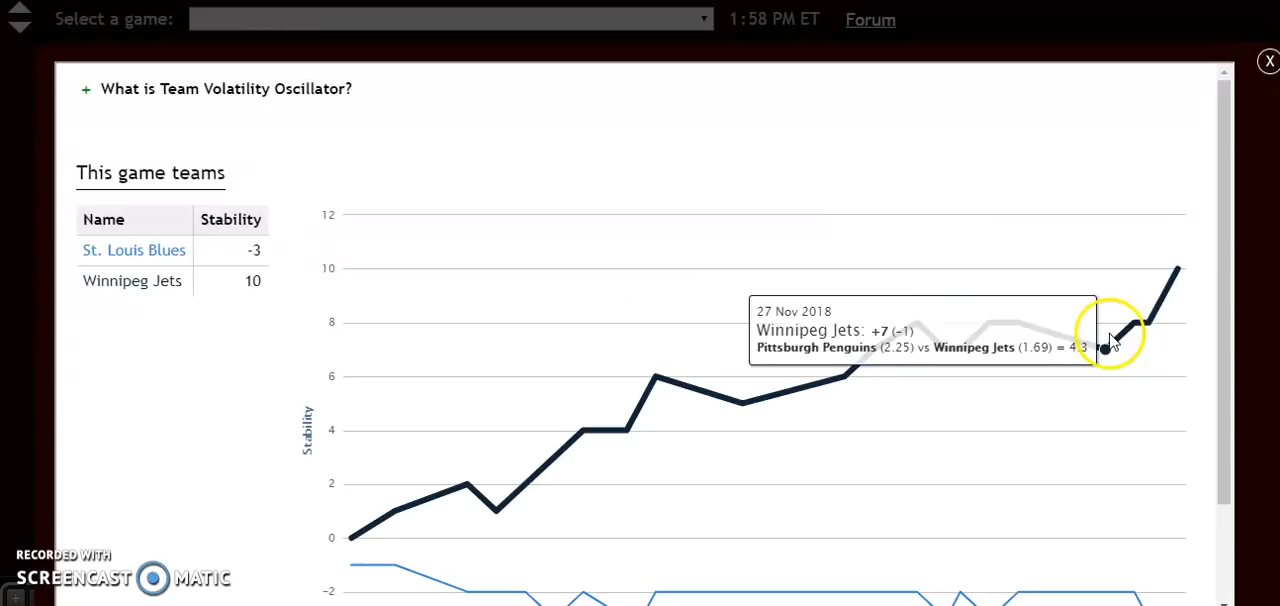 Select a game: 1:58 PM ET Forum
X
+ What is Team Volatility Oscillator?
This game teams
Name Stability
St. Louis Blues -3
Winnipeg Jets 10
12
10
8
6
4
2
0
-2
Stability
27 Nov 2018
Winnipeg Jets: +7 (-1)
Pittsburgh Penguins (2.25) vs Winnipeg Jets (1.69) = 4:3
RECORDED WITH
SCREENCAST MATIC